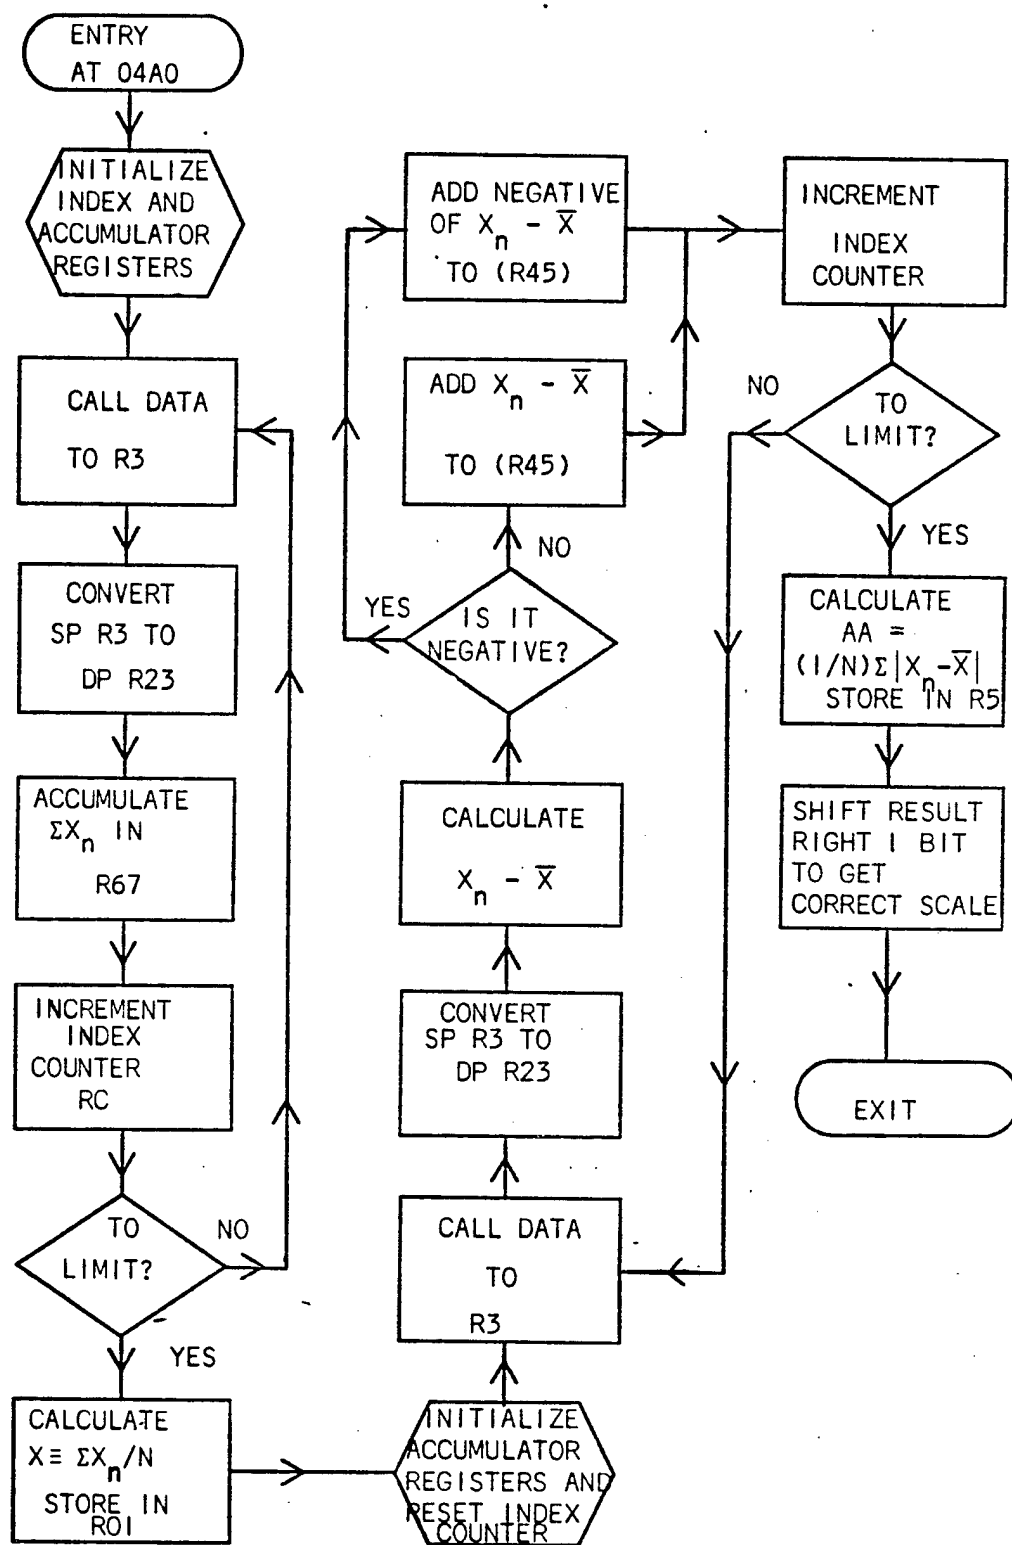 ENTRY
AT 04A0
INITIALIZE
INDEX AND
ACCUMULATOR
REGISTERS
CALL DATA
TO R3
CONVERT
SP R3 TO
DP R23
ACCUMULATE
ΣXn IN
R67
INCREMENT
INDEX
COUNTER
RC
TO
LIMIT?
NO
YES
CALCULATE
X ≡ ΣXn/N
STORE IN
R01
INITIALIZE
ACCUMULATOR
REGISTERS AND
RESET INDEX
COUNTER
CALL DATA
TO
R3
CONVERT
SP R3 TO
DP R23
CALCULATE
Xn - X̅
IS IT
NEGATIVE?
YES
NO
ADD Xn - X̅
TO (R45)
ADD NEGATIVE
OF Xn - X̅
TO (R45)
INCREMENT
INDEX
COUNTER
TO
LIMIT?
NO
YES
CALCULATE
AA =
(1/N)Σ|Xn-X̅|
STORE IN R5
SHIFT RESULT
RIGHT 1 BIT
TO GET
CORRECT SCALE
EXIT